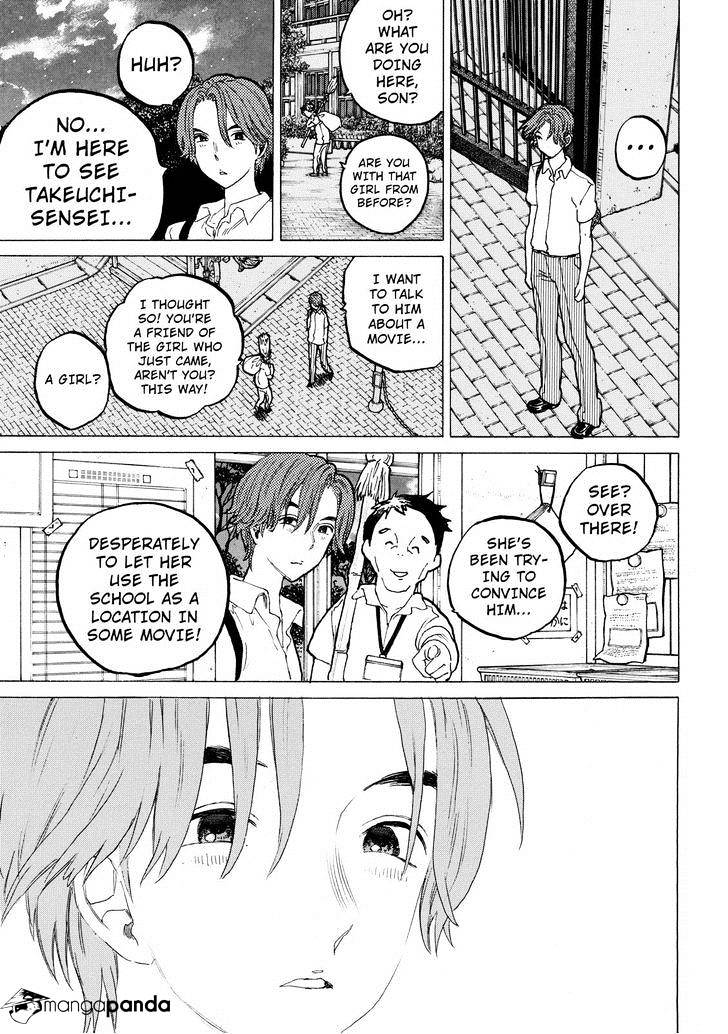 ...
OH?
WHAT
ARE YOU
DOING
HERE,
SON?
ARE YOU
WITH THAT
GIRL FROM
BEFORE?
HUH?
NO...
I'M HERE
TO SEE
TAKEUCHI-
SENSEI...
I WANT
TO TALK
TO HIM
ABOUT A
MOVIE...
I THOUGHT
SO! YOU'RE
A FRIEND OF
THE GIRL WHO
JUST CAME,
AREN'T YOU?
THIS WAY!
A GIRL?
SEE?
OVER
THERE!
SHE'S
BEEN TRY-
ING TO
CONVINCE
HIM...
DESPERATELY
TO LET HER
USE THE
SCHOOL AS A
LOCATION IN
SOME MOVIE!
mangapanda